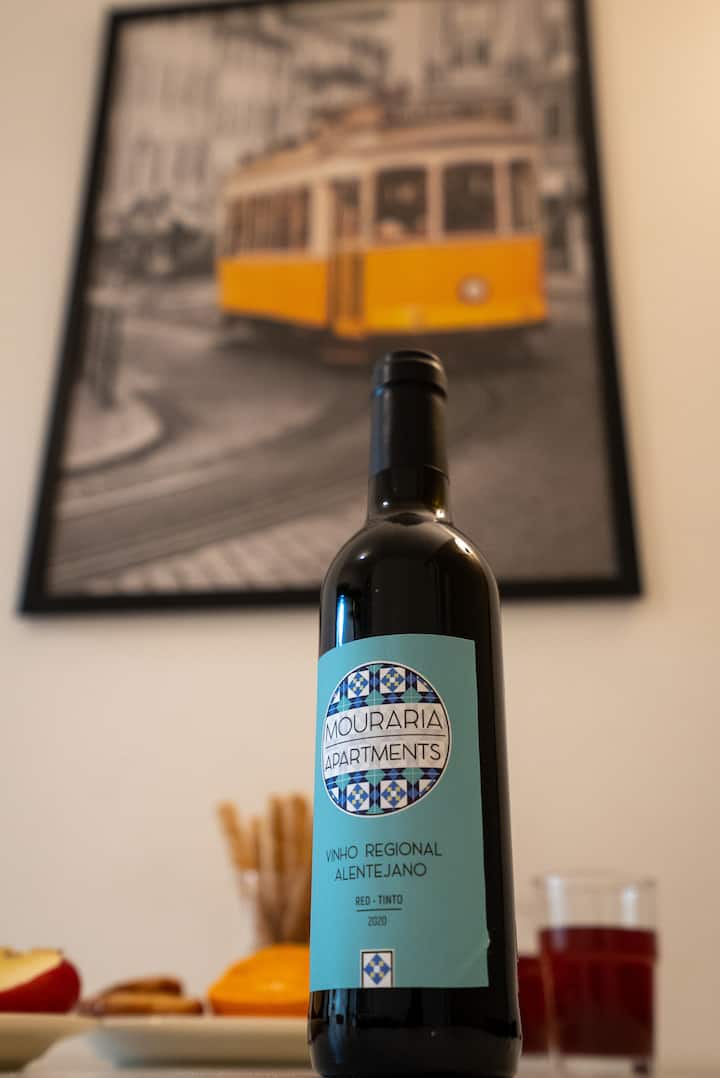 MOURARIA
APARTMENTS
VINHO REGIONAL
ALENTEJANO
RED - TINTO
2020